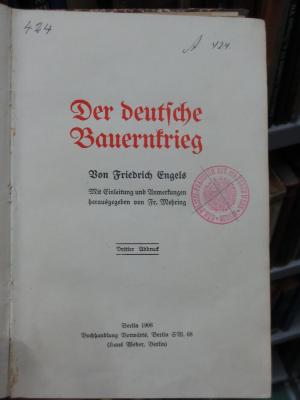 424
A 424.
Der deutsche
Bauernkrieg
Von Friedrich Engels
Mit Einleitung und Anmerkungen
herausgegeben von Fr. Mehring
Dritter Abdruck
Berlin 1908
Buchhandlung Vorwärts, Berlin SW. 68
(Hans Weber, Berlin)